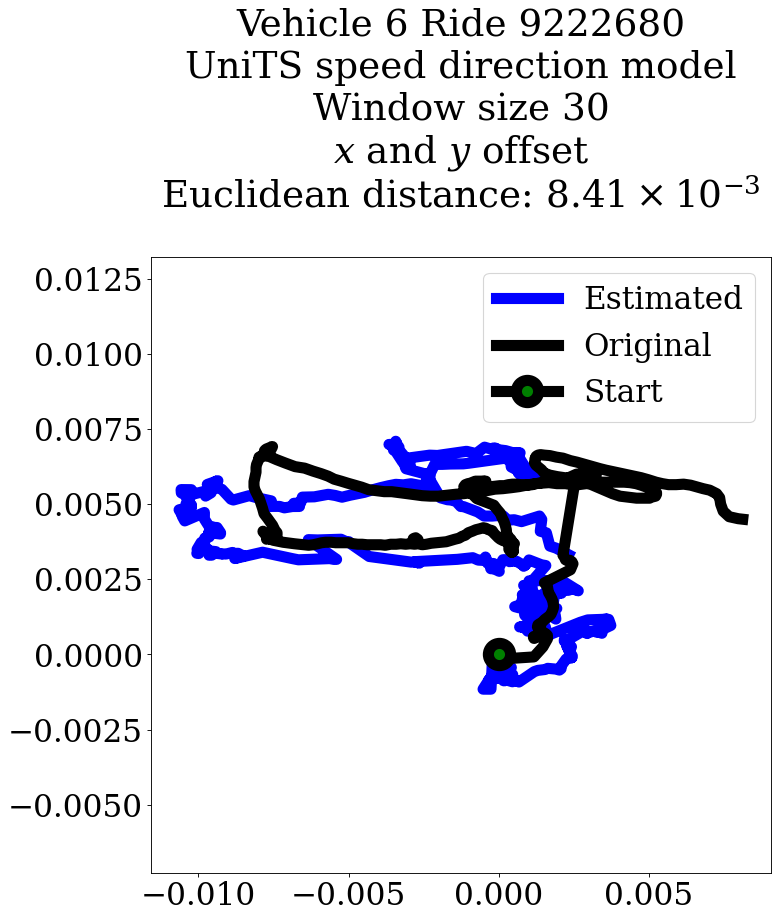 Vehicle 6 Ride 9222680
UniTS speed direction model
Window size 30
x and y offset
Euclidean distance: 8.41 × 10⁻³
Estimated
Original
Start
0.0125
0.0100
0.0075
0.0050
0.0025
0.0000
−0.0025
−0.0050
−0.010 −0.005 0.000 0.005